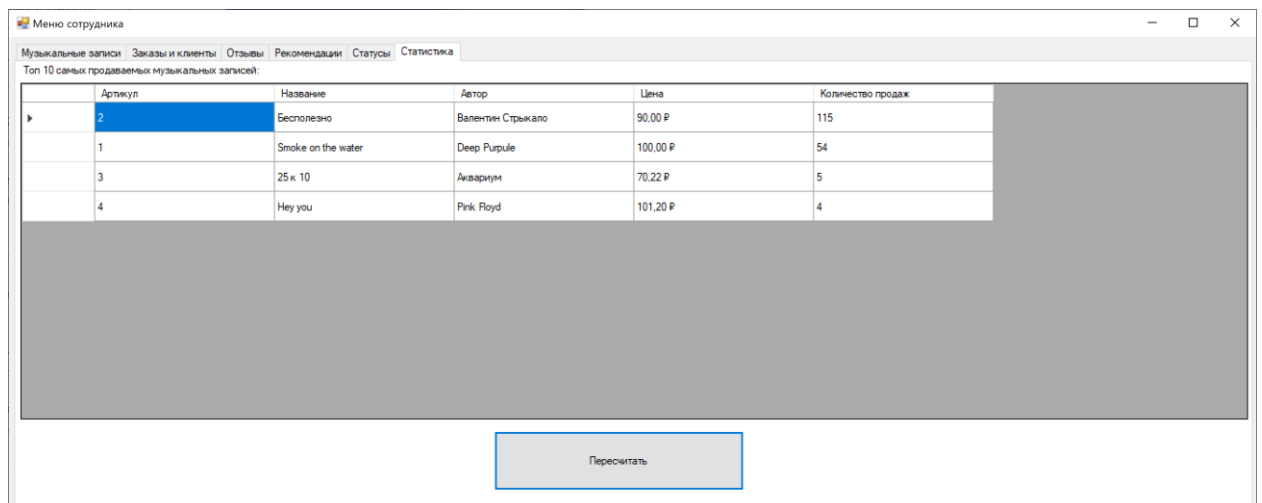 Меню сотрудника
Музыкальные записи Заказы и клиенты Отзывы Рекомендации Статусы Статистика
Топ 10 самых продаваемых музыкальных записей:
Артикул Название Автор Цена Количество продаж
2 Бесполезно Валентин Стрыкало 90,00 ₽ 115
1 Smoke on the water Deep Purpule 100,00 ₽ 54
3 25 к 10 Аквариум 70,22 ₽ 5
4 Hey you Pink Floyd 101,20 ₽ 4
Пересчитать